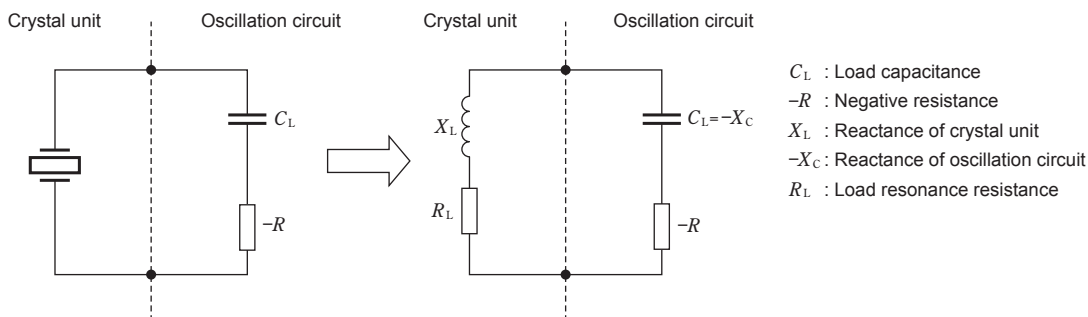 Crystal unit Oscillation circuit Crystal unit Oscillation circuit
C_L
−R
X_L
R_L
C_L=−X_C
−R
C_L : Load capacitance
−R : Negative resistance
X_L : Reactance of crystal unit
−X_C : Reactance of oscillation circuit
R_L : Load resonance resistance